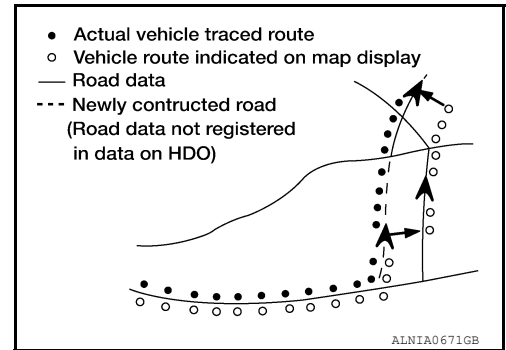 Actual vehicle traced route
Vehicle route indicated on map display
Road data
Newly contructed road
(Road data not registered
in data on HDO)
ALNIA0671GB